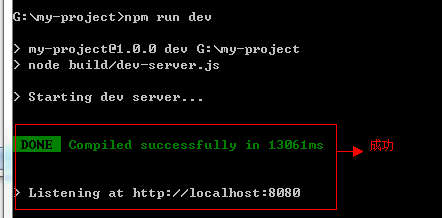 G:\my-project>npm run dev
> my-project@1.0.0 dev G:\my-project
> node build/dev-server.js
> Starting dev server...
DONE Compiled successfully in 13061ms
成功
> Listening at http://localhost:8080